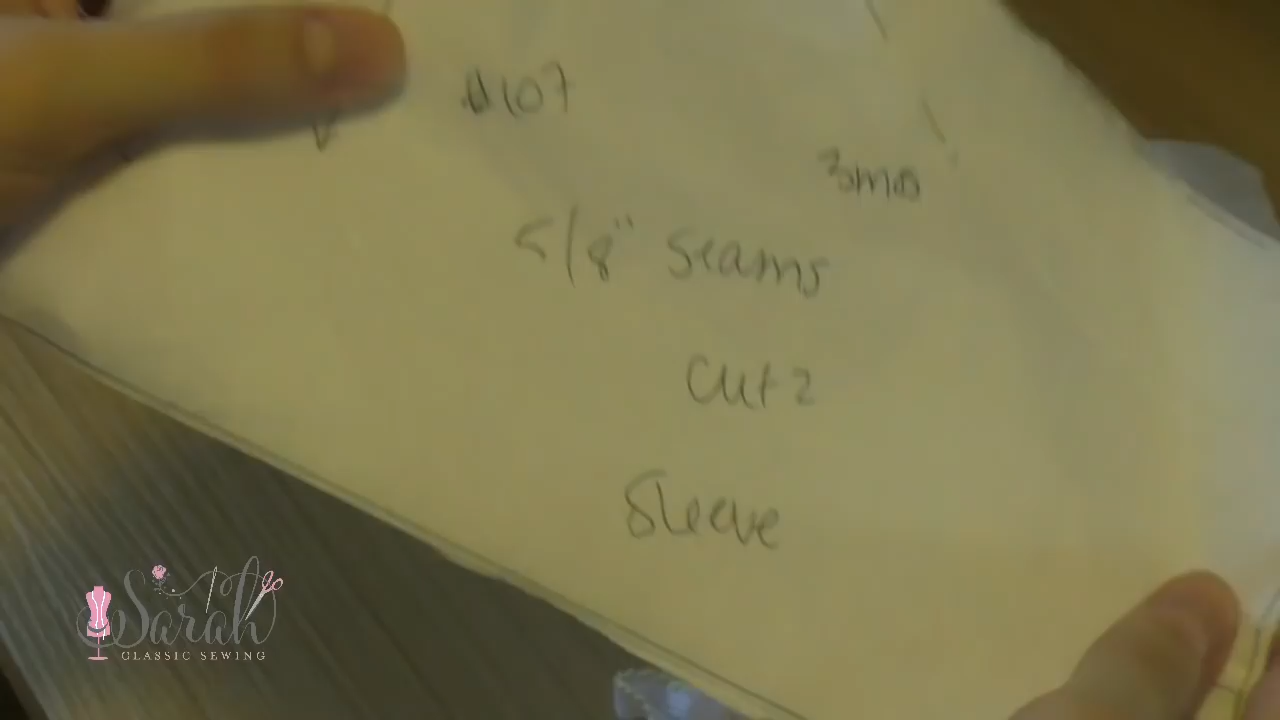 #107
3mo
5/8" seams
Cut 2
Sleeve
Sarah
CLASSIC SEWING